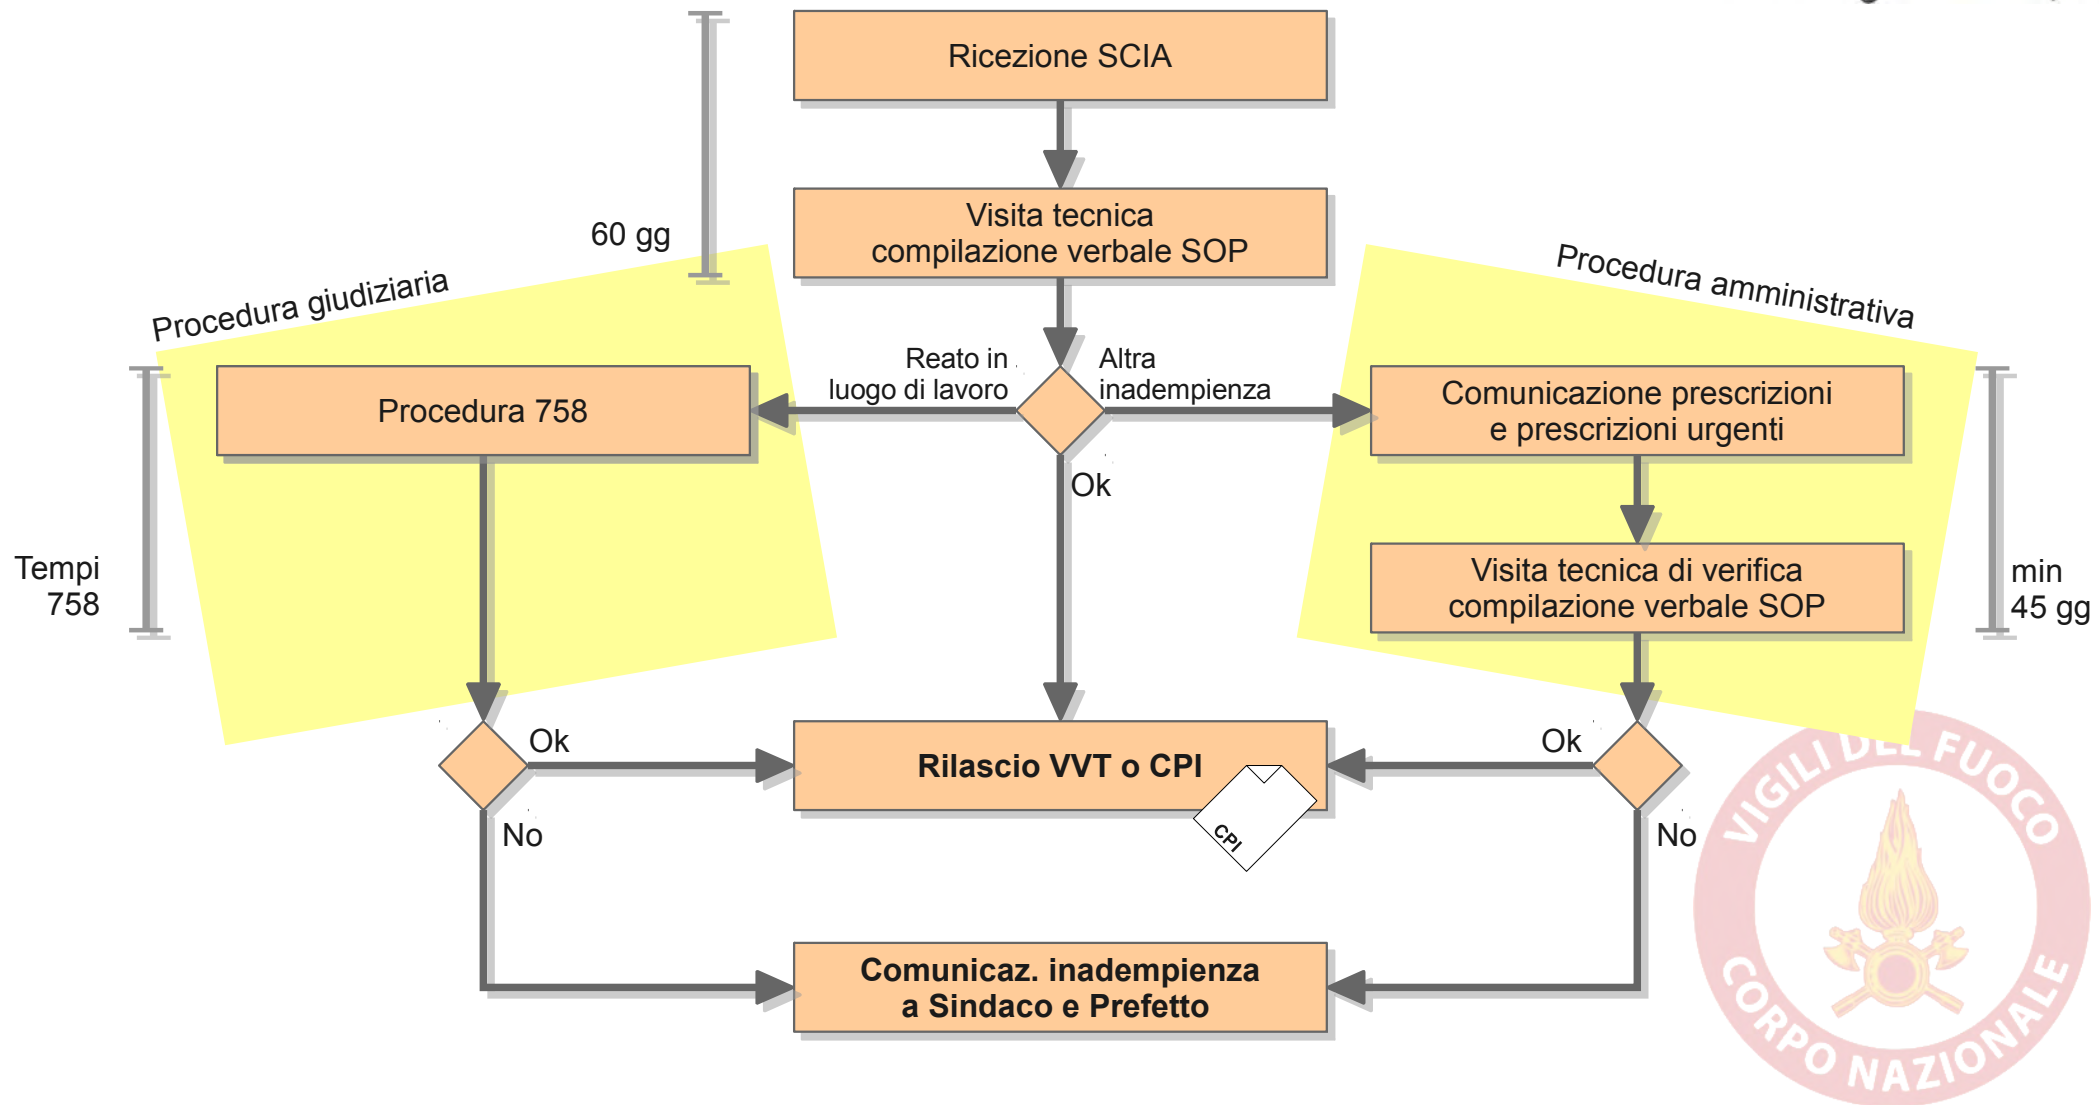 Ricezione SCIA
Visita tecnica
compilazione verbale SOP
60 gg
Procedura giudiziaria
Procedura amministrativa
Reato in
luogo di lavoro
Altra
inadempienza
Procedura 758
Comunicazione prescrizioni
e prescrizioni urgenti
Ok
Tempi
758
Visita tecnica di verifica
compilazione verbale SOP
min
45 gg
Ok
Rilascio VVT o CPI
Ok
CPI
No
No
Comunicaz. inadempienza
a Sindaco e Prefetto
VIGILI DEL FUOCO
CORPO NAZIONALE